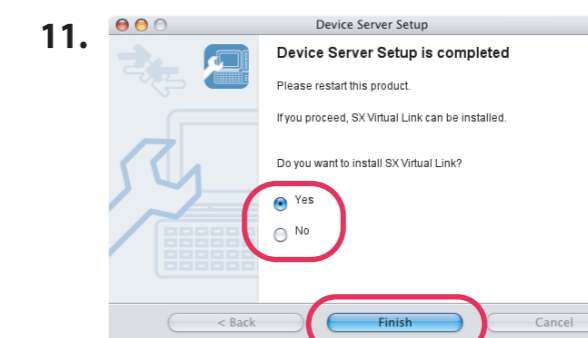 11.
Device Server Setup
Device Server Setup is completed
Please restart this product.
If you proceed, SX Virtual Link can be installed.
Do you want to install SX Virtual Link?
Yes
No
< Back Finish Cancel